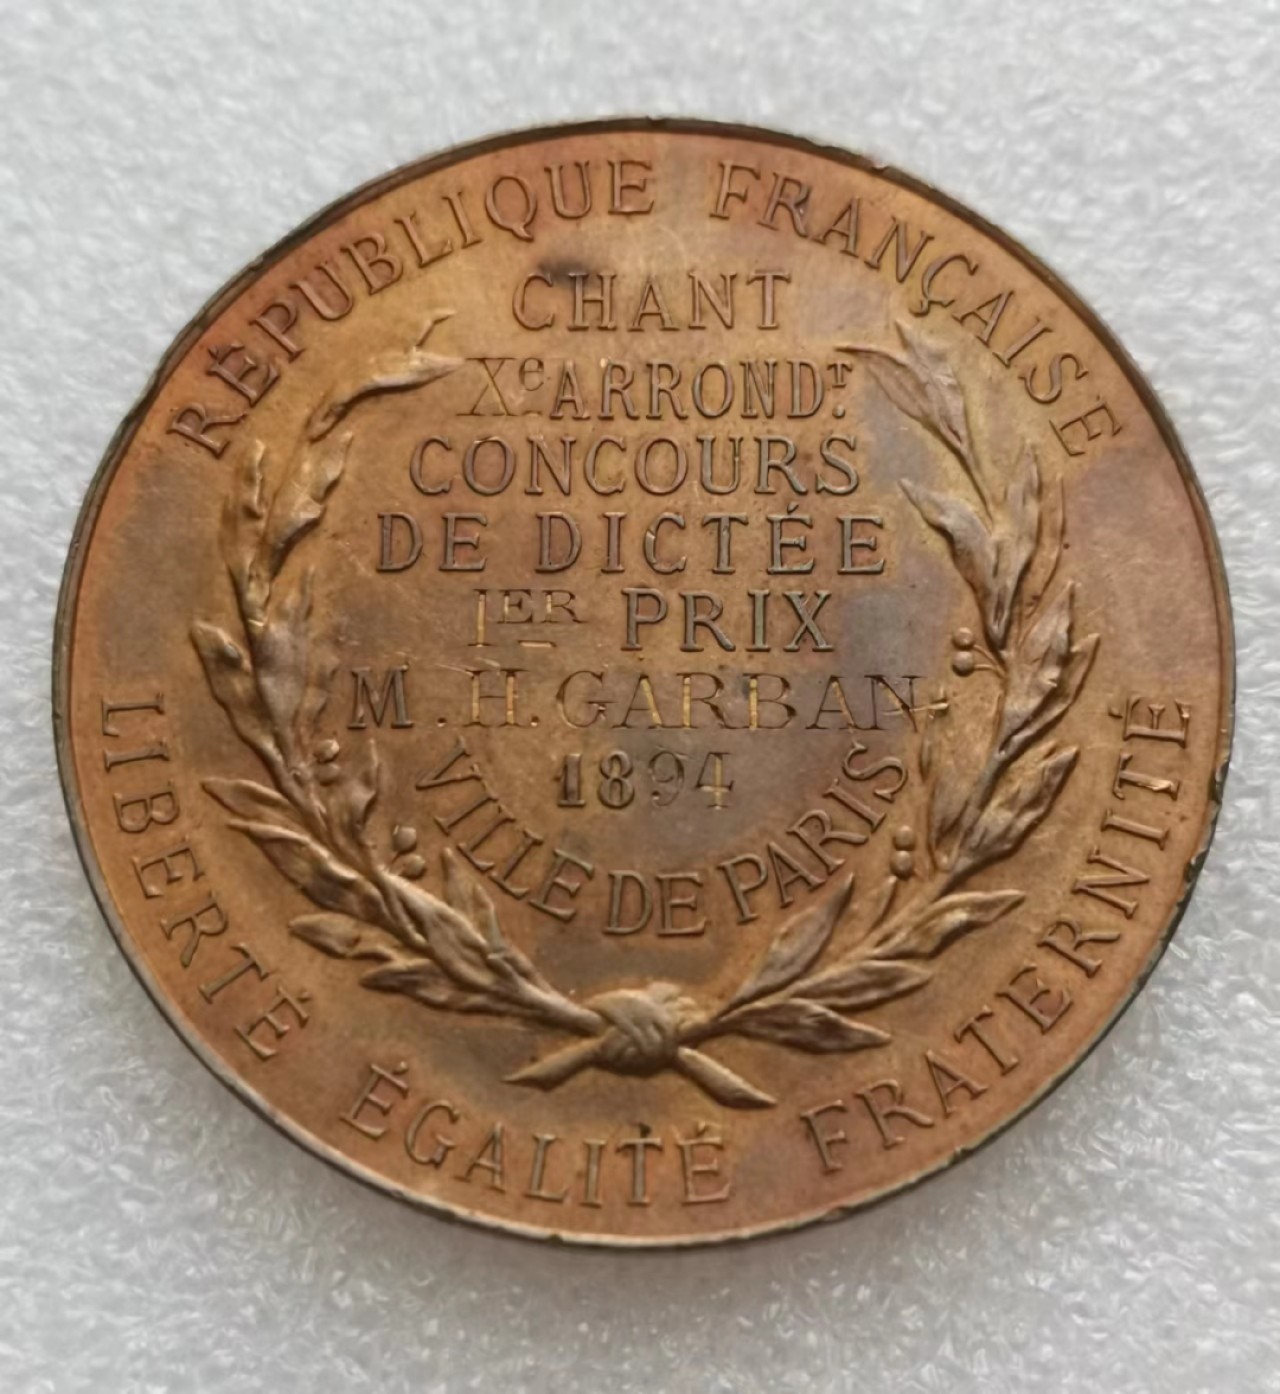 RÉPUBLIQUE FRANÇAISE
CHANT
Xe ARRONDT.
CONCOURS
DE DICTÉE
1ER PRIX
M. H. GARBAN
1894
VILLE DE PARIS
LIBERTÉ ÉGALITÉ FRATERNITÉ